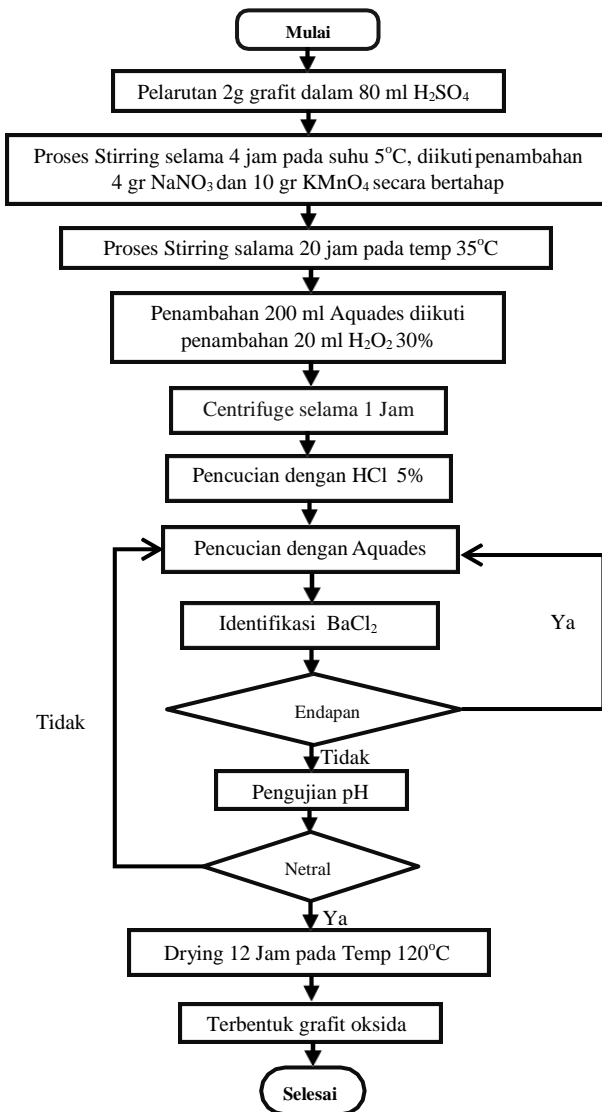 Mulai
Pelarutan 2g grafit dalam 80 ml H₂SO₄
Proses Stirring selama 4 jam pada suhu 5°C, diikuti penambahan
4 gr NaNO₃ dan 10 gr KMnO₄ secara bertahap
Proses Stirring salama 20 jam pada temp 35°C
Penambahan 200 ml Aquades diikuti
penambahan 20 ml H₂O₂ 30%
Centrifuge selama 1 Jam
Pencucian dengan HCl 5%
Pencucian dengan Aquades
Identifikasi BaCl₂
Ya
Endapan
Tidak
Tidak
Pengujian pH
Netral
Ya
Drying 12 Jam pada Temp 120°C
Terbentuk grafit oksida
Selesai